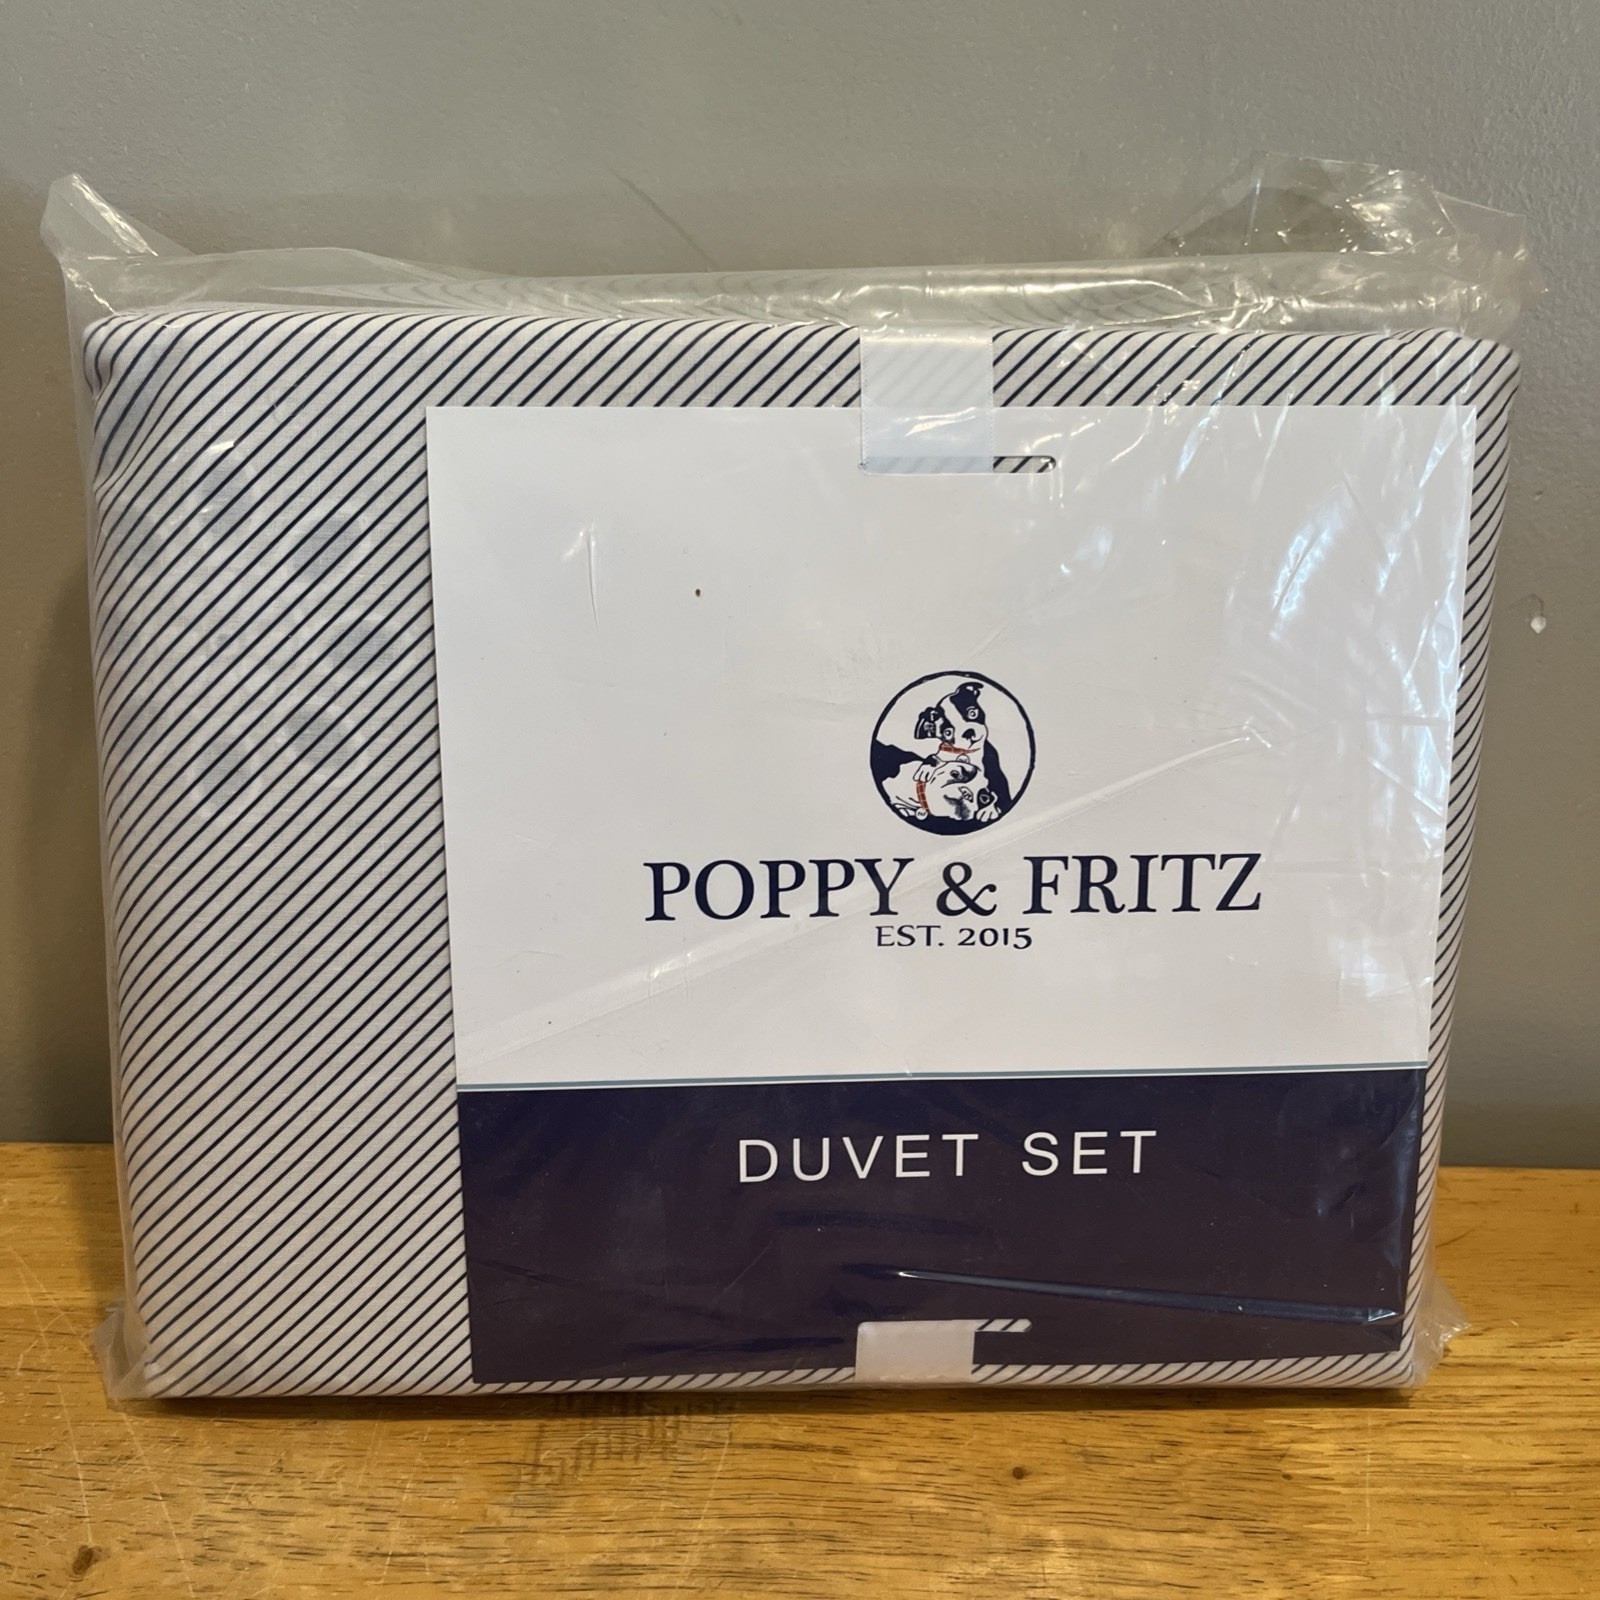 POPPY & FRITZ
EST. 2015
DUVET SET